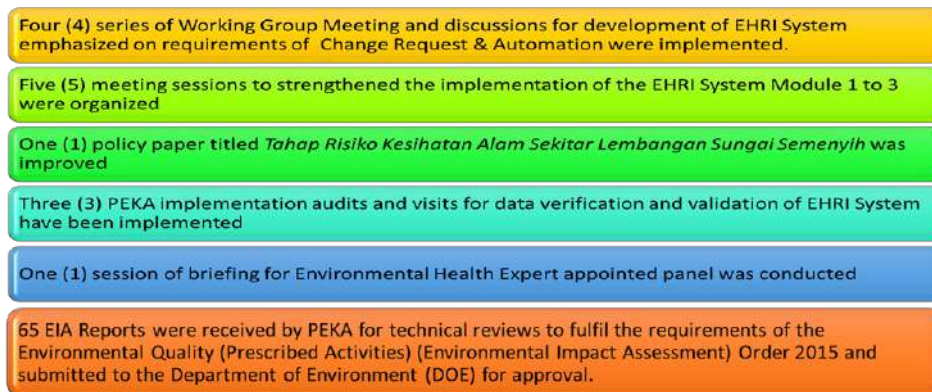 Four (4) series of Working Group Meeting and discussions for development of EHRI System
emphasized on requirements of Change Request & Automation were implemented.
Five (5) meeting sessions to strengthened the implementation of the EHRI System Module 1 to 3
were organized
One (1) policy paper titled Tahap Risiko Kesihatan Alam Sekitar Lembangan Sungai Semenyih was
improved
Three (3) PEKA implementation audits and visits for data verification and validation of EHRI System
have been implemented
One (1) session of briefing for Environmental Health Expert appointed panel was conducted
65 EIA Reports were received by PEKA for technical reviews to fulfil the requirements of the
Environmental Quality (Prescribed Activities) (Environmental Impact Assessment) Order 2015 and
submitted to the Department of Environment (DOE) for approval.